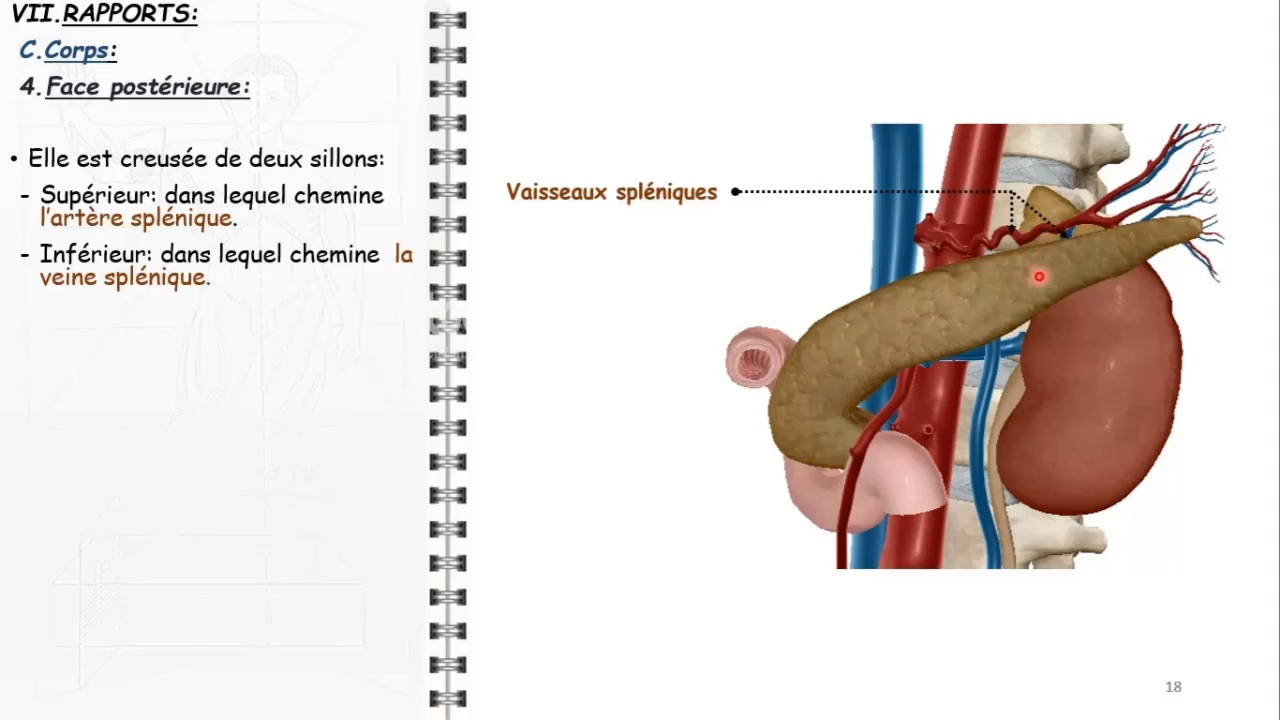 VII.RAPPORTS:
C.Corps:
4.Face postérieure:
• Elle est creusée de deux sillons:
- Supérieur: dans lequel chemine
l'artère splénique.
- Inférieur: dans lequel chemine la
veine splénique.
Vaisseaux spléniques
18